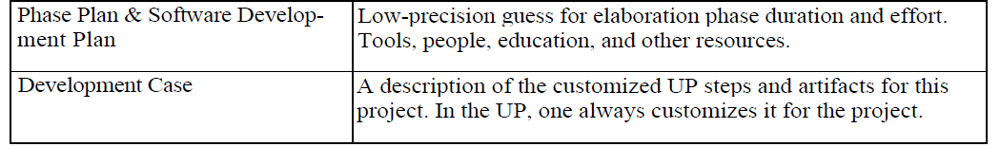 Phase Plan & Software Develop-
ment Plan
Low-precision guess for elaboration phase duration and effort.
Tools, people, education, and other resources.
Development Case
A description of the customized UP steps and artifacts for this
project. In the UP, one always customizes it for the project.